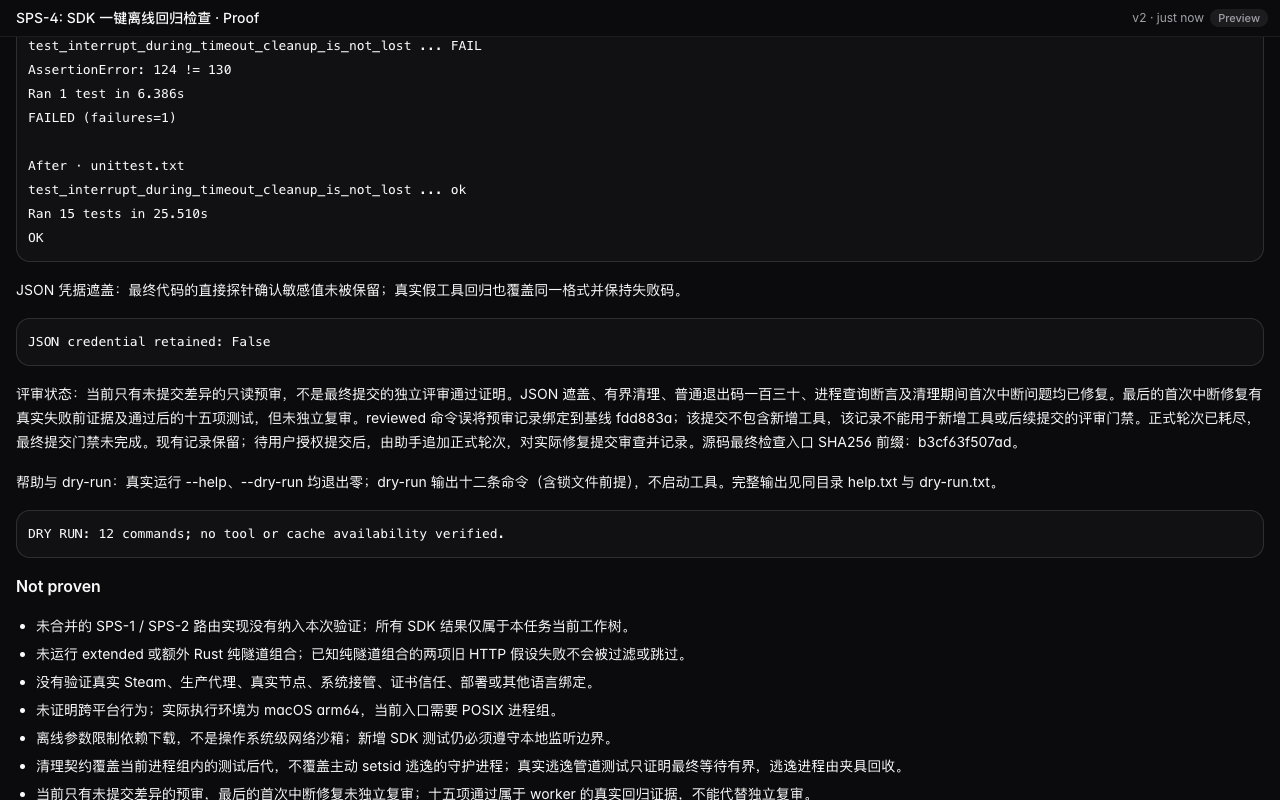 SPS-4: SDK 一键离线回归检查 · Proof
v2 · just now Preview
test_interrupt_during_timeout_cleanup_is_not_lost ... FAIL
AssertionError: 124 != 130
Ran 1 test in 6.386s
FAILED (failures=1)
After · unittest.txt
test_interrupt_during_timeout_cleanup_is_not_lost ... ok
Ran 15 tests in 25.510s
OK
JSON 凭据遮盖：最终代码的直接探针确认敏感值未被保留；真实假工具回归也覆盖同一格式并保持失败码。
JSON credential retained: False
评审状态：当前只有未提交差异的只读预审，不是最终提交的独立评审通过证明。JSON 遮盖、有界清理、普通退出码一百三十、进程查询断言及清理期间首次中断问题均已修复。最后的首次中断修复有
真实失败前证据及通过后的十五项测试，但未独立复审。reviewed 命令误将预审记录绑定到基线 fdd883a；该提交不包含新增工具，该记录不能用于新增工具或后续提交的评审门禁。正式轮次已耗尽，
最终提交门禁未完成。现有记录保留；待用户授权提交后，由助手追加正式轮次，对实际修复提交审查并记录。源码最终检查入口 SHA256 前缀：b3cf63f507ad。
帮助与 dry-run：真实运行 --help、--dry-run 均退出零；dry-run 输出十二条命令（含锁文件前提），不启动工具。完整输出见同目录 help.txt 与 dry-run.txt。
DRY RUN: 12 commands; no tool or cache availability verified.
Not proven
• 未合并的 SPS-1 / SPS-2 路由实现没有纳入本次验证；所有 SDK 结果仅属于本任务当前工作树。
• 未运行 extended 或额外 Rust 纯隧道组合；已知纯隧道组合的两项旧 HTTP 假设失败不会被过滤或跳过。
• 没有验证真实 Steam、生产代理、真实节点、系统接管、证书信任、部署或其他语言绑定。
• 未证明跨平台行为；实际执行环境为 macOS arm64，当前入口需要 POSIX 进程组。
• 离线参数限制依赖下载，不是操作系统级网络沙箱；新增 SDK 测试仍必须遵守本地监听边界。
• 清理契约覆盖当前进程组内的测试后代，不覆盖主动 setsid 逃逸的守护进程；真实逃逸管道测试只证明最终等待有界，逃逸进程由夹具回收。
• 当前只有未提交差异的预审，最后的首次中断修复未独立复审；十五项通过属于 worker 的真实回归证据，不能代替独立复审。